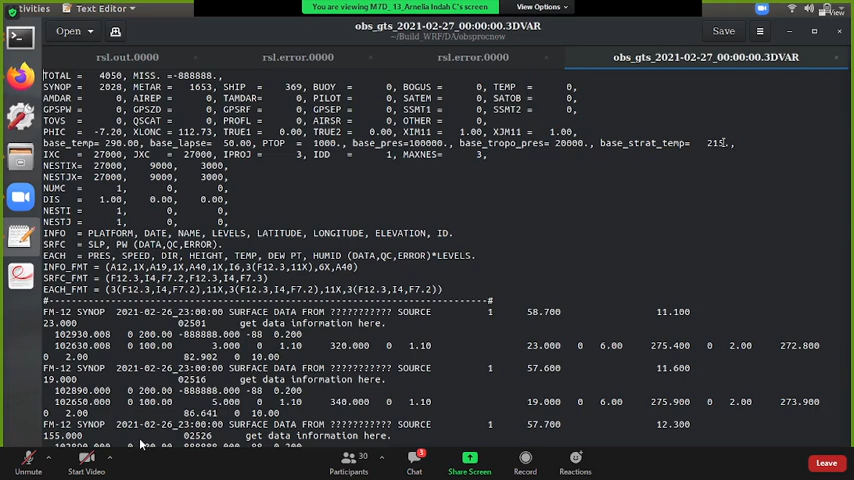 You are viewing M7D_13_Arnelia Indah C's screen
View Options
Activities
Text Editor
View
Open
obs_gts_2021-02-27_00:00:00.3DVAR
~/Build_WRF/DA/obsprocnow
Save
rsl.out.0000
rsl.error.0000
rsl.error.0000
obs_gts_2021-02-27_00:00:00.3DVAR
TOTAL = 4050, MISS. =-888888.,
SYNOP = 2028, METAR = 1653, SHIP = 369, BUOY = 0, BOGUS = 0, TEMP = 0,
AMDAR = 0, AIREP = 0, TAMDAR= 0, PILOT = 0, SATEM = 0, SATOB = 0,
GPSPW = 0, GPSZD = 0, GPSRF = 0, GPSEP = 0, SSMT1 = 0, SSMT2 = 0,
TOVS = 0, QSCAT = 0, PROFL = 0, AIRSR = 0, OTHER = 0,
PHIC = -7.20, XLONC = 112.73, TRUE1 = 0.00, TRUE2 = 0.00, XIM11 = 1.00, XJM11 = 1.00,
base_temp= 290.00, base_lapse= 50.00, PTOP = 1000., base_pres=100000., base_tropo_pres= 20000., base_strat_temp= 215.,
IXC = 27000, JXC = 27000, IPROJ = 3, IDD = 1, MAXNES= 3,
NESTIX= 27000, 9000, 3000,
NESTJX= 27000, 9000, 3000,
NUMC = 1, 0, 0,
DIS = 1.00, 0.00, 0.00,
NESTI = 1, 0, 0,
NESTJ = 1, 0, 0,
INFO = PLATFORM, DATE, NAME, LEVELS, LATITUDE, LONGITUDE, ELEVATION, ID.
SRFC = SLP, PW (DATA,QC,ERROR).
EACH = PRES, SPEED, DIR, HEIGHT, TEMP, DEW PT, HUMID (DATA,QC,ERROR)*LEVELS.
INFO_FMT = (A12,1X,A19,1X,A40,1X,I6,3(F12.3,11X),6X,A40)
SRFC_FMT = (F12.3,I4,F7.2,F12.3,I4,F7.3)
EACH_FMT = (3(F12.3,I4,F7.2),11X,3(F12.3,I4,F7.2),11X,3(F12.3,I4,F7.2))
#------------------------------------------------------------------------------#
FM-12 SYNOP 2021-02-26_23:00:00 SURFACE DATA FROM ??????????? SOURCE 1 58.700 11.100
23.000 02501 get data information here.
102930.008 0 200.00 -888888.000 -88 0.200
102630.008 0 100.00 3.000 0 1.10 320.000 0 1.10 23.000 0 6.00 275.400 0 2.00 272.800
0 2.00 82.902 0 10.00
FM-12 SYNOP 2021-02-26_23:00:00 SURFACE DATA FROM ??????????? SOURCE 1 57.600 11.600
19.000 02516 get data information here.
102890.000 0 200.00 -888888.000 -88 0.200
102650.000 0 100.00 5.000 0 1.10 340.000 0 1.10 19.000 0 6.00 275.900 0 2.00 273.900
0 2.00 86.641 0 10.00
FM-12 SYNOP 2021-02-26_23:00:00 SURFACE DATA FROM ??????????? SOURCE 1 57.700 12.300
155.000 02526 get data information here.
102890.000 0 200.00 -888888.000 -88 0.200
Unmute
Start Video
30
Participants
3
Chat
Share Screen
Record
Reactions
Leave